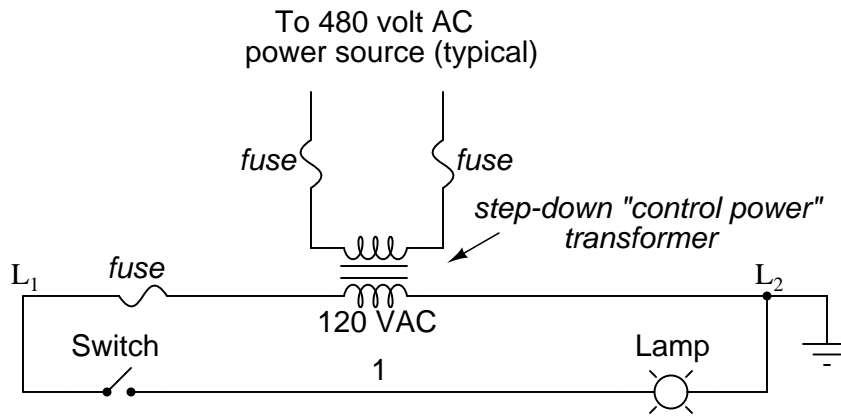 To 480 volt AC
power source (typical)
fuse
fuse
step-down "control power"
transformer
L1
fuse
L2
120 VAC
Switch
1
Lamp